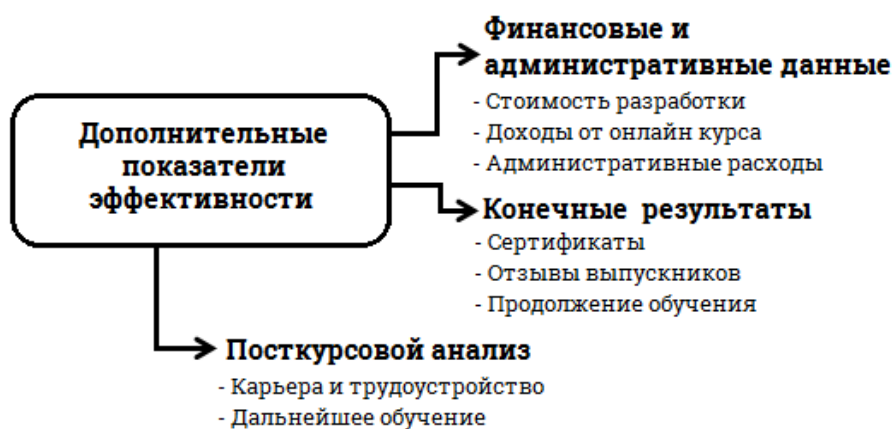 Дополнительные
показатели
эффективности
Финансовые и
административные данные
- Стоимость разработки
- Доходы от онлайн курса
- Административные расходы
Конечные результаты
- Сертификаты
- Отзывы выпускников
- Продолжение обучения
Посткурсовой анализ
- Карьера и трудоустройство
- Дальнейшее обучение